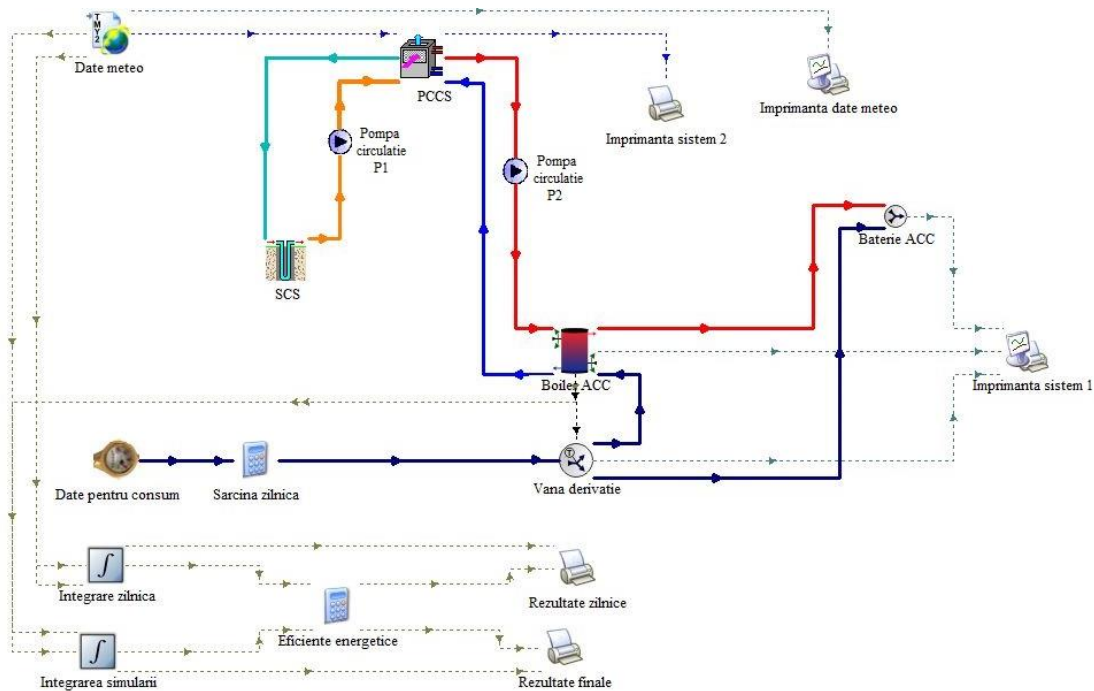 TMY2
Date meteo
PCCS
Imprimanta date meteo
Imprimanta sistem 2
Pompa
circulatie
P1
Pompa
circulatie
P2
Baterie ACC
SCS
Boiler ACC
Imprimanta sistem 1
Date pentru consum
Sarcina zilnica
T
Vana derivatie
∫
Integrare zilnica
Eficiente energetice
Rezultate zilnice
∫
Integrarea simularii
Rezultate finale